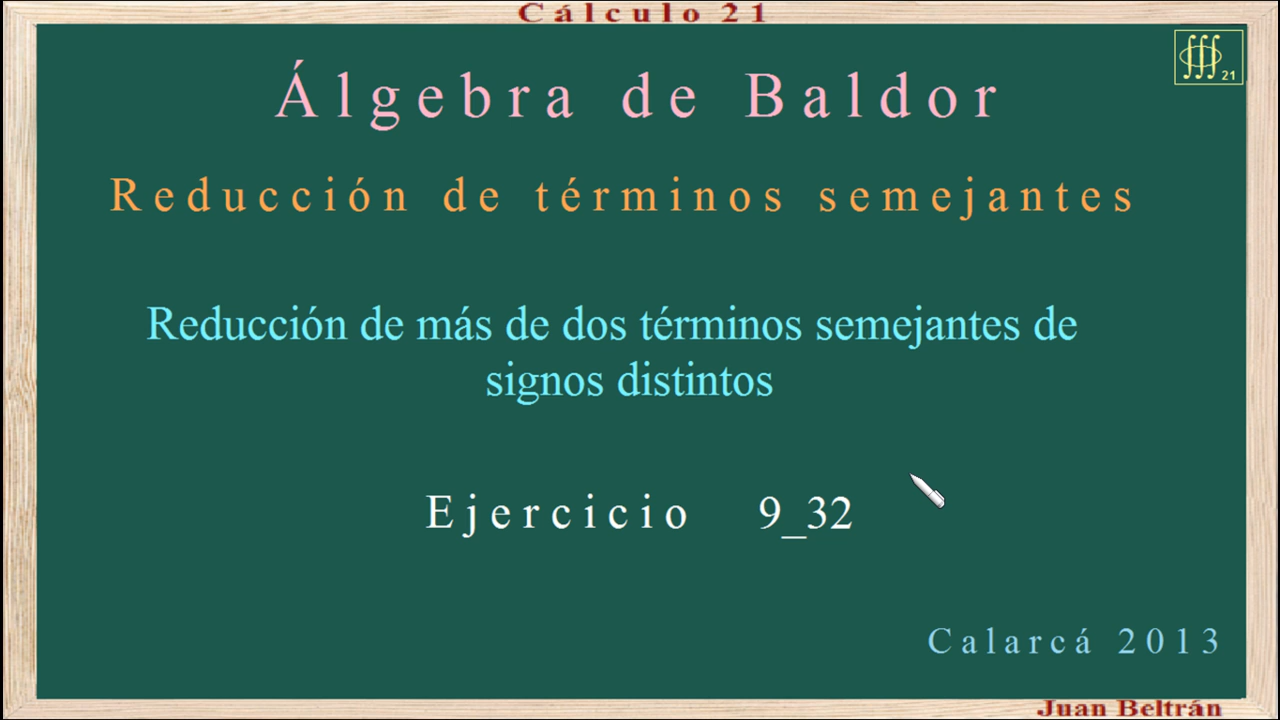 Cálculo 21
∯∫ 21
Álgebra de Baldor
Reducción de términos semejantes
Reducción de más de dos términos semejantes de
signos distintos
Ejercicio 9_32
Calarcá 2013
Juan Beltrán